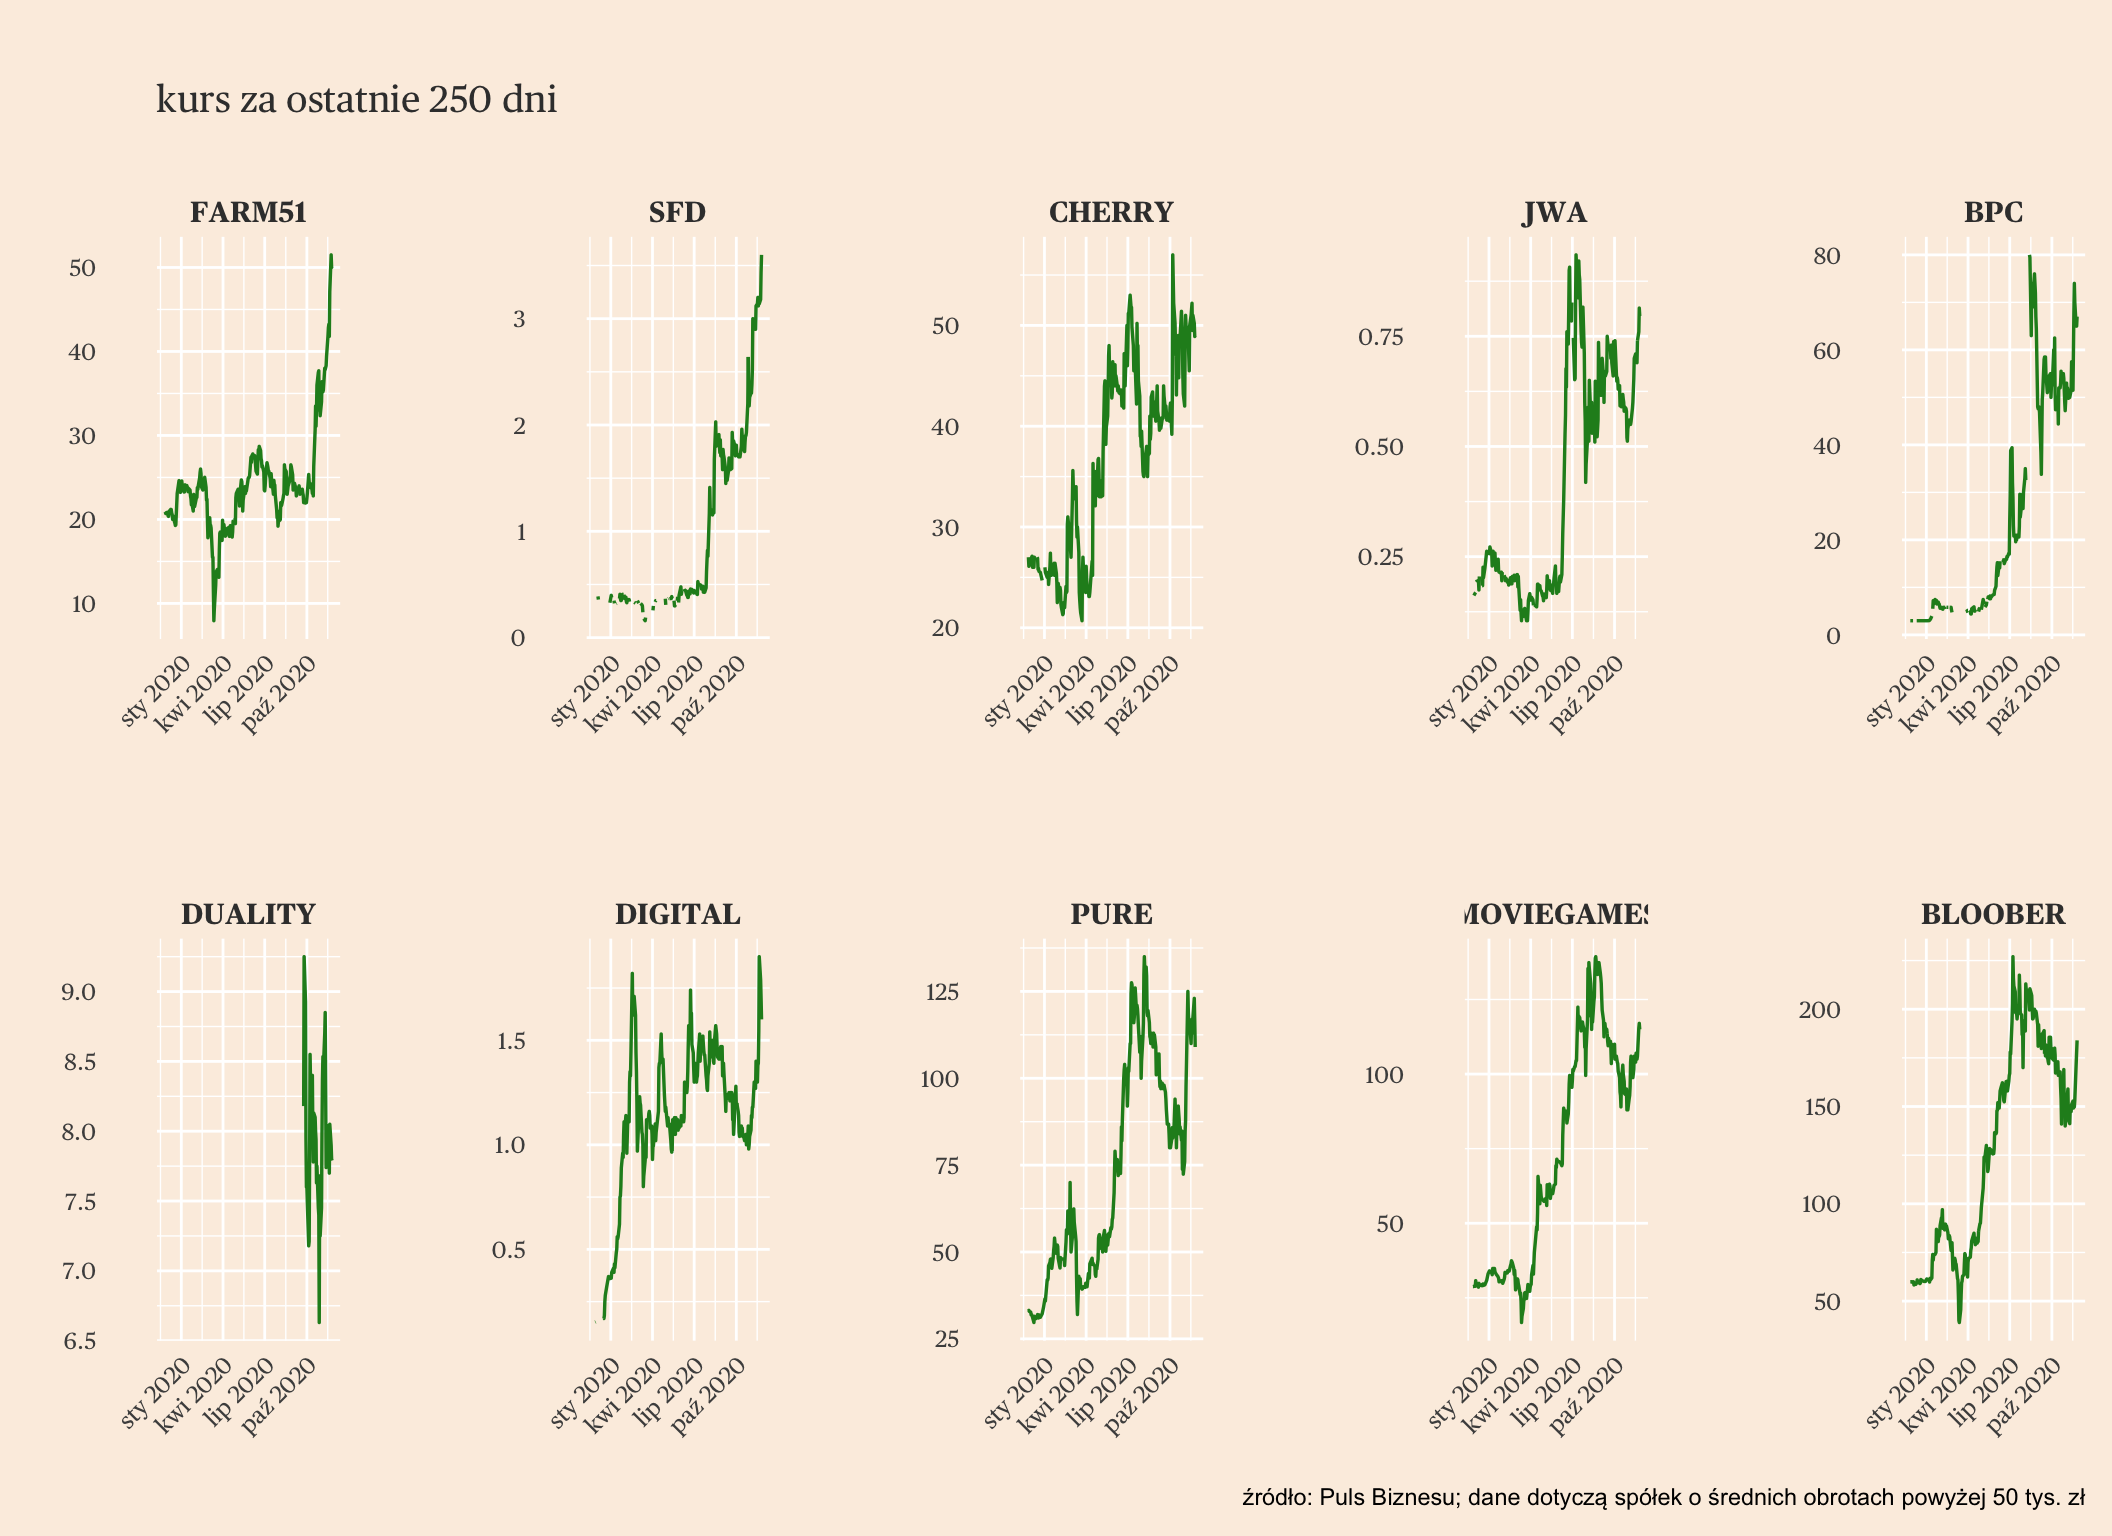 kurs za ostatnie 250 dni
FARM51 SFD CHERRY JWA BPC
50
40
30
20
10
3
2
1
0
50
40
30
20
0.75
0.50
0.25
80
60
40
20
0
sty 2020 kwi 2020 lip 2020 paź 2020
sty 2020 kwi 2020 lip 2020 paź 2020
sty 2020 kwi 2020 lip 2020 paź 2020
sty 2020 kwi 2020 lip 2020 paź 2020
sty 2020 kwi 2020 lip 2020 paź 2020
DUALITY DIGITAL PURE MOVIEGAMES BLOOBER
9.0
8.5
8.0
7.5
7.0
6.5
1.5
1.0
0.5
125
100
75
50
25
100
50
200
150
100
50
sty 2020 kwi 2020 lip 2020 paź 2020
sty 2020 kwi 2020 lip 2020 paź 2020
sty 2020 kwi 2020 lip 2020 paź 2020
sty 2020 kwi 2020 lip 2020 paź 2020
sty 2020 kwi 2020 lip 2020 paź 2020
źródło: Puls Biznesu; dane dotyczą spółek o średnich obrotach powyżej 50 tys. zł